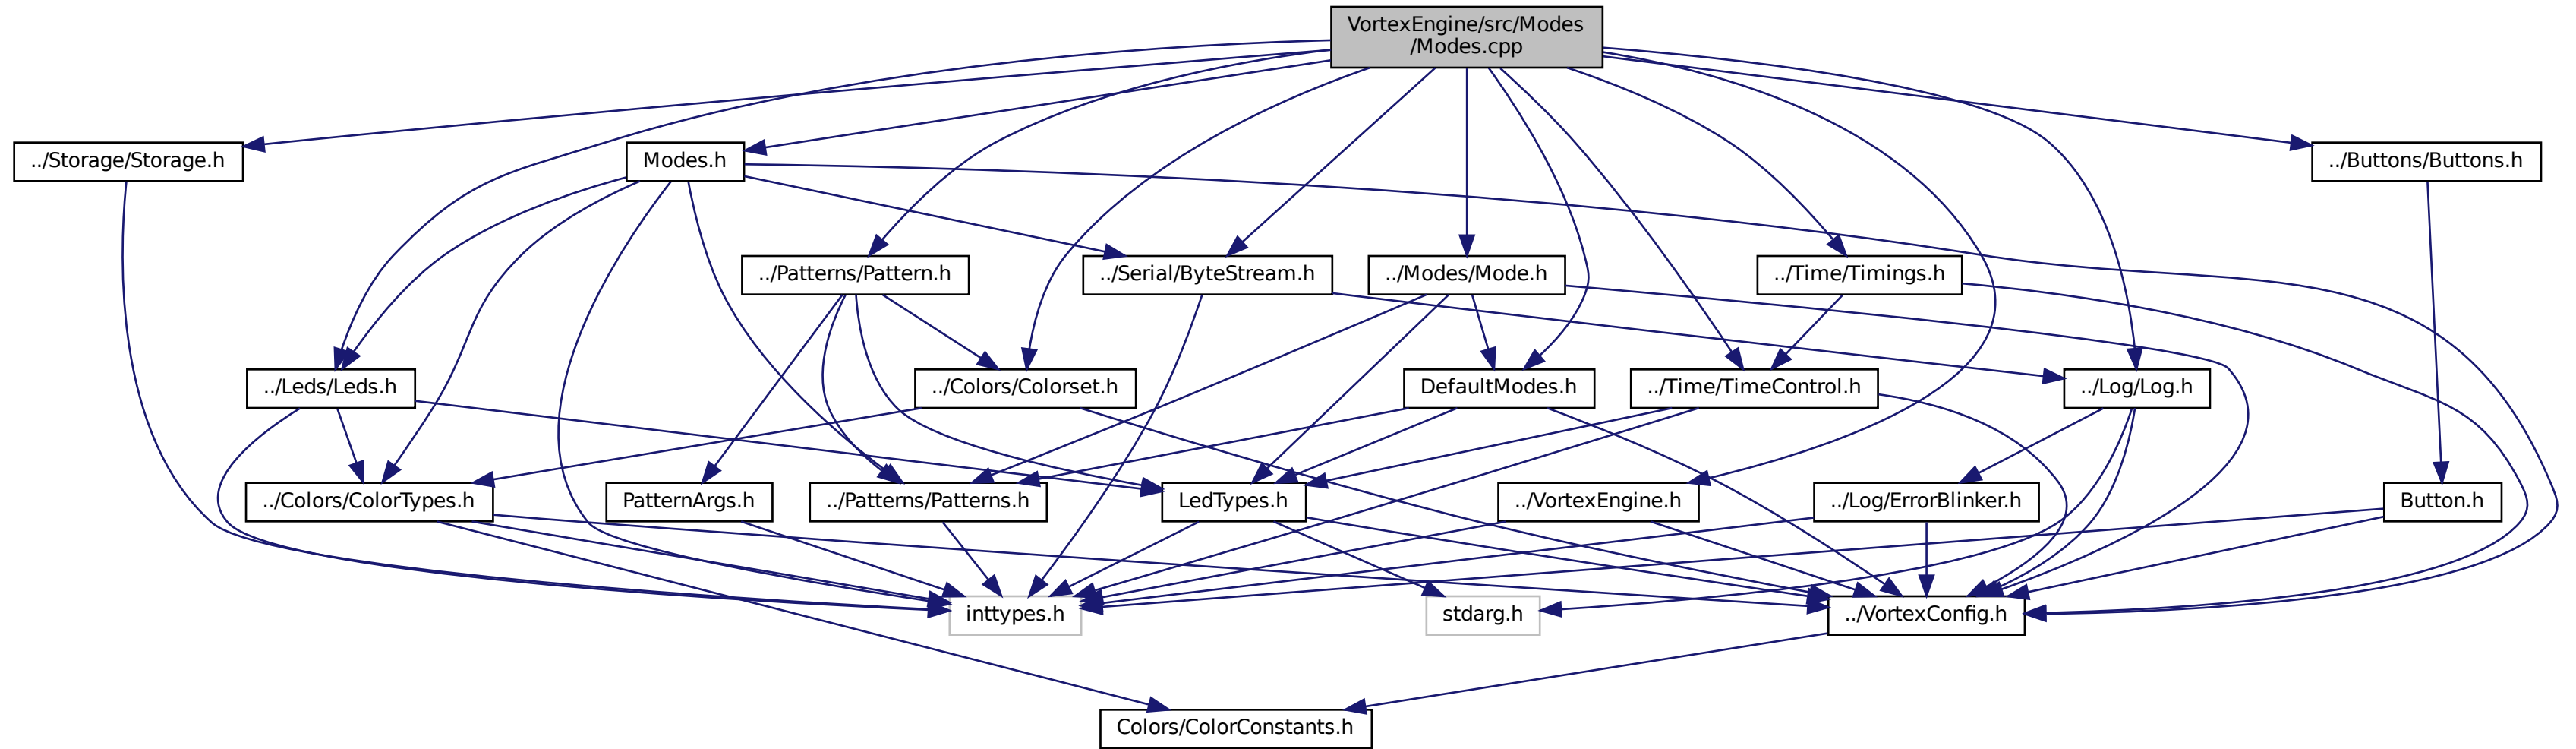 VortexEngine/src/Modes
/Modes.cpp
../Storage/Storage.h
Modes.h
../Buttons/Buttons.h
../Patterns/Pattern.h
../Serial/ByteStream.h
../Modes/Mode.h
../Time/Timings.h
../Leds/Leds.h
../Colors/Colorset.h
DefaultModes.h
../Time/TimeControl.h
../Log/Log.h
../Colors/ColorTypes.h
PatternArgs.h
../Patterns/Patterns.h
LedTypes.h
../VortexEngine.h
../Log/ErrorBlinker.h
Button.h
inttypes.h
stdarg.h
../VortexConfig.h
Colors/ColorConstants.h